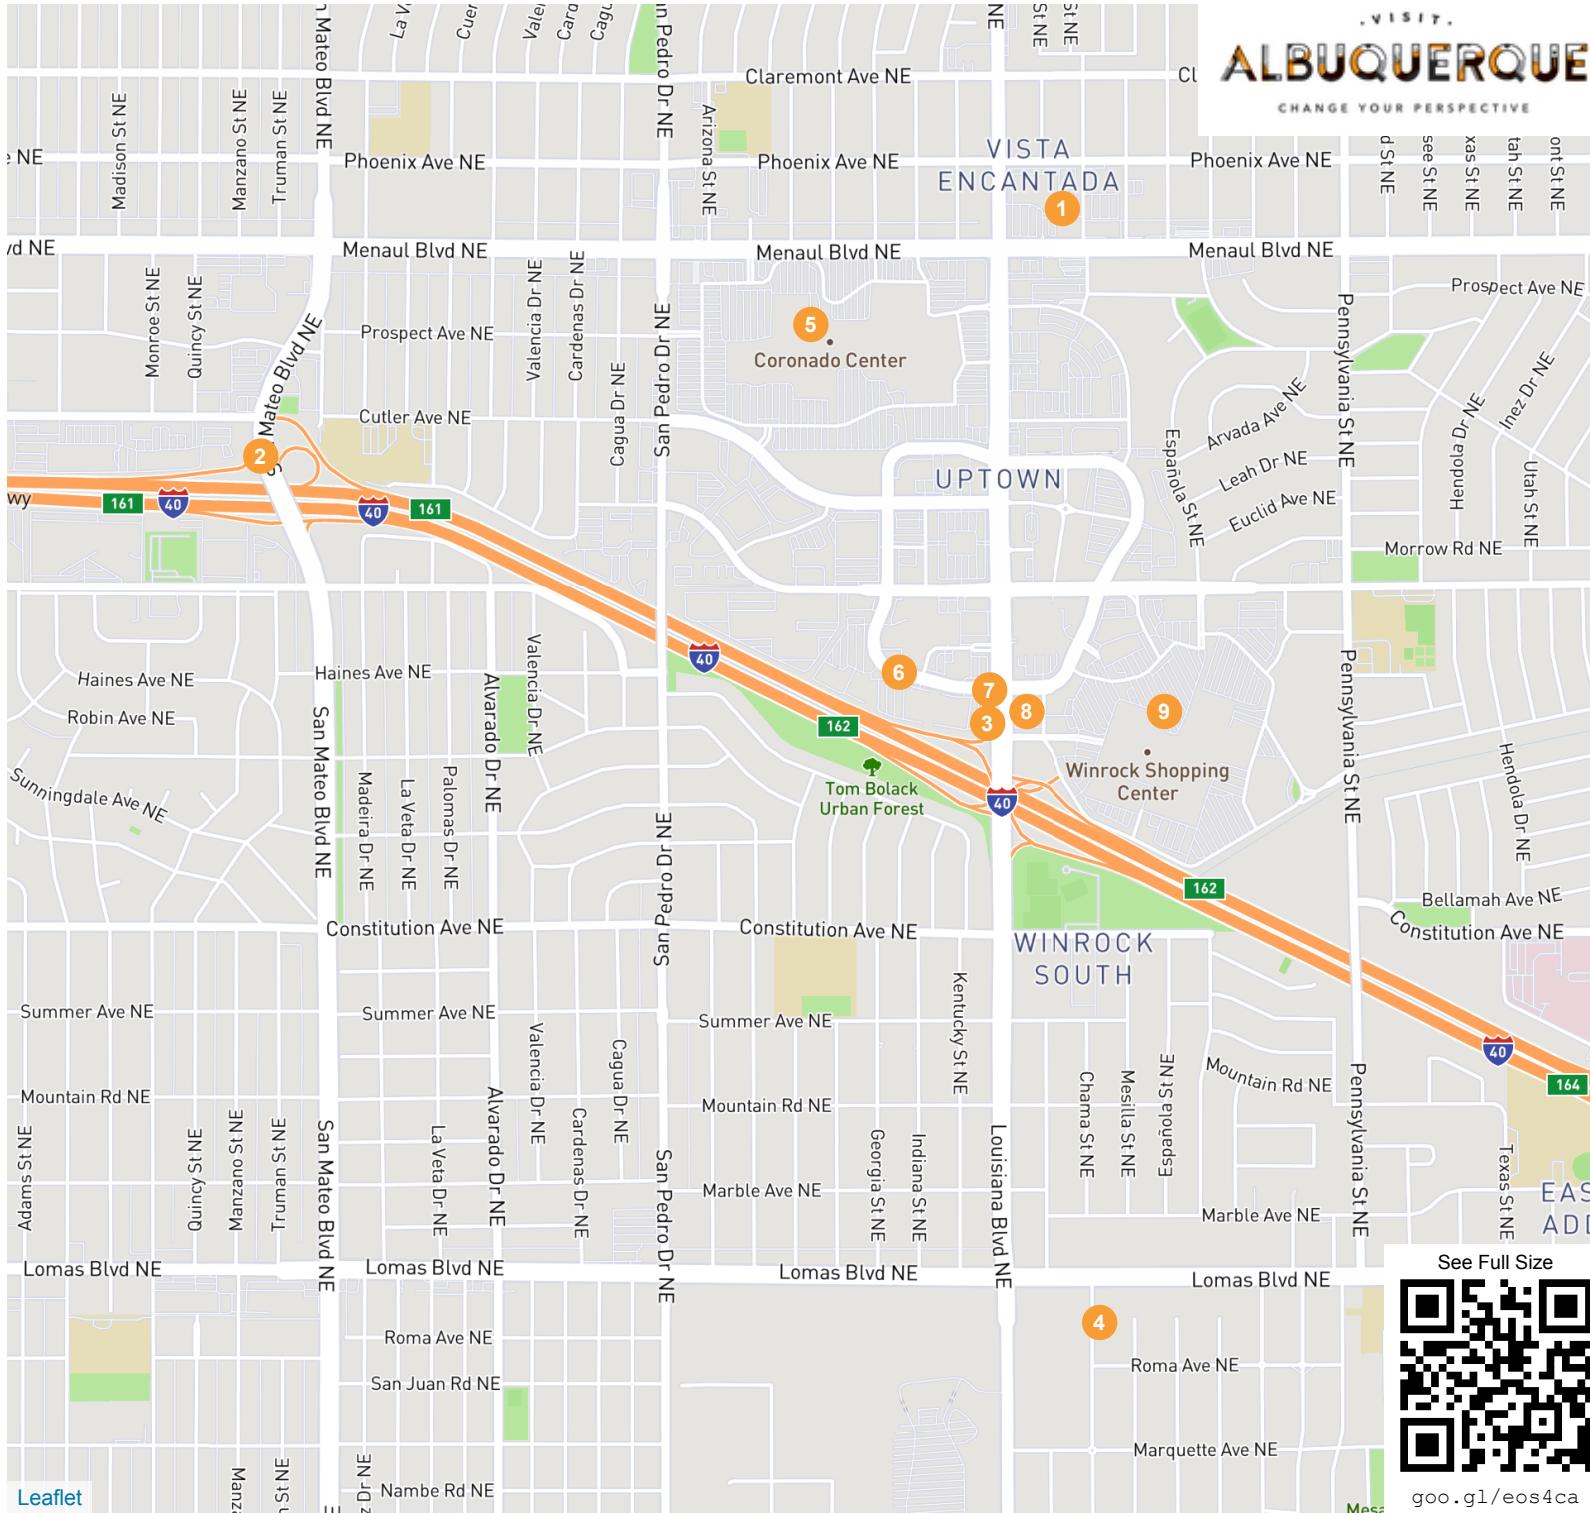 VISIT
ALBUQUERQUE
CHANGE YOUR PERSPECTIVE
Claremont Ave NE
Phoenix Ave NE
Phoenix Ave NE
Phoenix Ave NE
Madison St NE
Manzano St NE
Truman St NE
San Mateo Blvd NE
San Pedro Dr NE
Arizona St NE
VISTA
ENCANTADA
1
Menaul Blvd NE
Menaul Blvd NE
Menaul Blvd NE
Monroe St NE
Quincy St NE
Prospect Ave NE
Prospect Ave NE
Valencia Dr NE
Cardenas Dr NE
Cagua Dr NE
San Pedro Dr NE
5
Coronado Center
Pennsylvania St NE
Cutler Ave NE
Mateo Blvd NE
2
UPTOWN
Española St NE
Arvada Ave NE
Leah Dr NE
Euclid Ave NE
Hendola Dr NE
Inez Dr NE
Utah St NE
161
40
40
161
Morrow Rd NE
Haines Ave NE
Haines Ave NE
Robin Ave NE
Sunningdale Ave NE
San Mateo Blvd NE
Alvarado Dr NE
Valencia Dr NE
Madeira Dr NE
La Veta Dr NE
Palomas Dr NE
San Pedro Dr NE
40
162
6
7
3
8
9
Tom Bolack
Urban Forest
Winrock Shopping
Center
40
162
Pennsylvania St NE
Hendola Dr NE
Bellamah Ave NE
Constitution Ave NE
Constitution Ave NE
Constitution Ave NE
WINROCK
SOUTH
Summer Ave NE
Summer Ave NE
Summer Ave NE
Valencia Dr NE
Cagua Dr NE
Kentucky St NE
40
164
Mountain Rd NE
Mountain Rd NE
Mountain Rd NE
Adams St NE
Quincy St NE
Manzano St NE
Truman St NE
San Mateo Blvd NE
La Veta Dr NE
Alvarado Dr NE
Cardenas Dr NE
San Pedro Dr NE
Georgia St NE
Indiana St NE
Louisiana Blvd NE
Chama St NE
Mesilla St NE
Española St NE
Pennsylvania St NE
Texas St NE
Marble Ave NE
Marble Ave NE
Lomas Blvd NE
Lomas Blvd NE
Lomas Blvd NE
Lomas Blvd NE
4
Roma Ave NE
Roma Ave NE
San Juan Rd NE
Marquette Ave NE
Nambe Rd NE
See Full Size
goo.gl/eos4ca
Leaflet